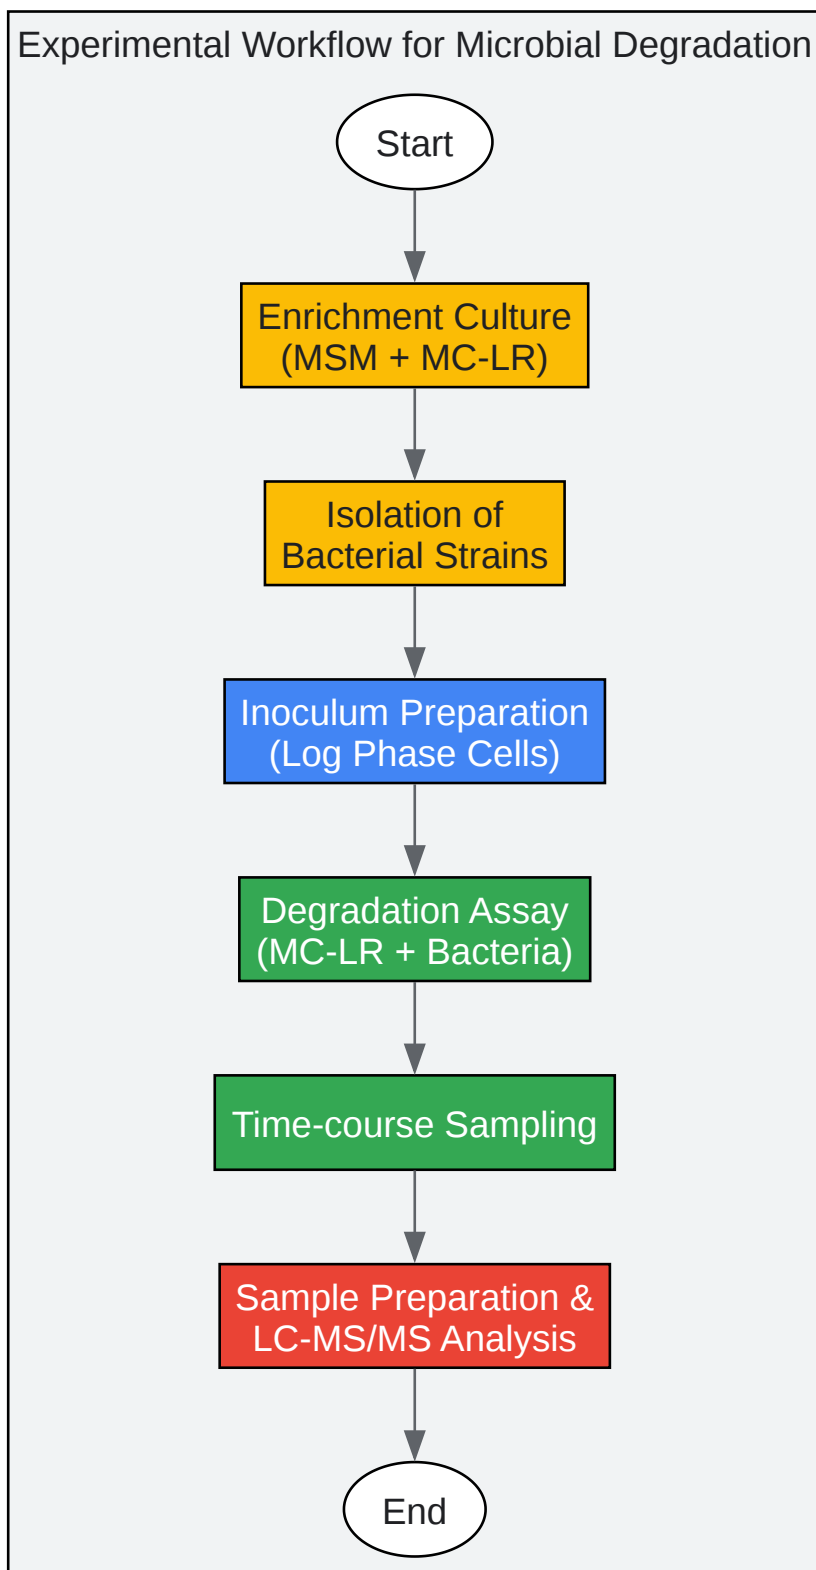 Experimental Workflow for Microbial Degradation
Start
Enrichment Culture
(MSM + MC-LR)
Isolation of
Bacterial Strains
Inoculum Preparation
(Log Phase Cells)
Degradation Assay
(MC-LR + Bacteria)
Time-course Sampling
Sample Preparation &
LC-MS/MS Analysis
End